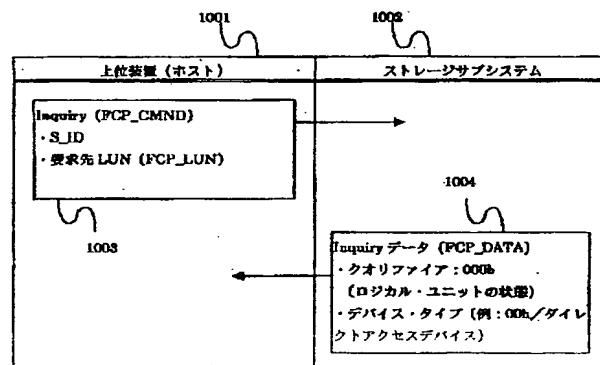 1001
1002
上位装置（ホスト）
ストレージサブシステム
Inquiry（FCP_CMND）
・S_ID
・要求先 LUN（FCP_LUN）
1003
1004
Inquiry データ（FCP_DATA）
・クオリファイア：000b
（ロジカル・ユニットの状態）
・デバイス・タイプ（例：00h／ダイレ
クトアクセスデバイス）